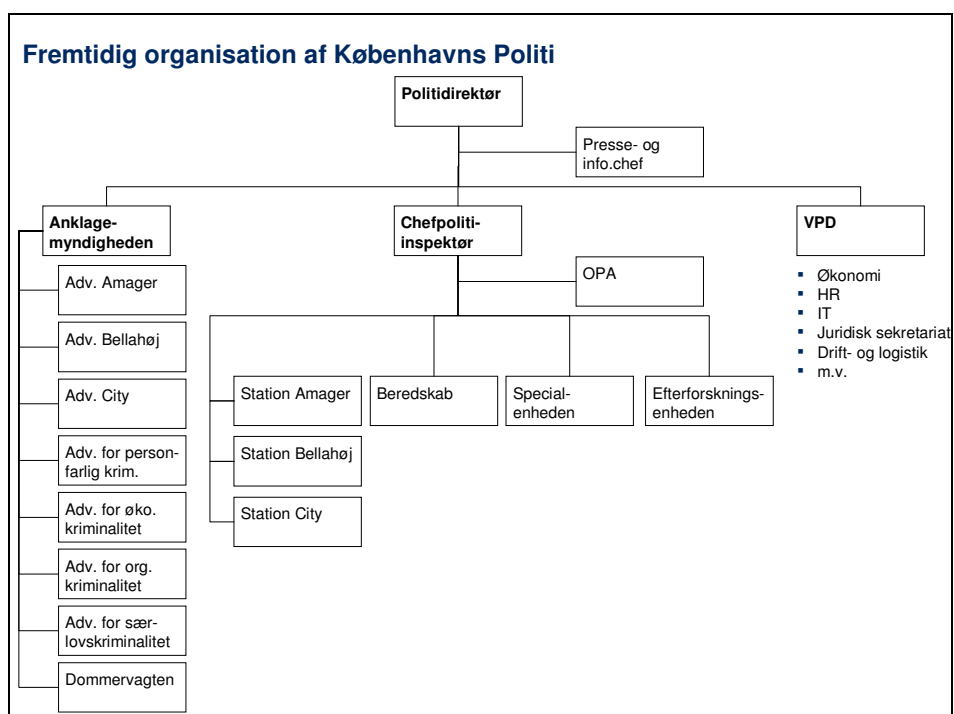 Fremtidig organisation af Københavns Politi
Politidirektør
Presse- og
info.chef
Anklage-
myndigheden
Adv. Amager
Adv. Bellahøj
Adv. City
Adv. for person-
farlig krim.
Adv. for øko.
kriminalitet
Adv. for org.
kriminalitet
Adv. for sær-
lovskriminalitet
Dommervagten
Chefpoliti-
inspektør
OPA
Station Amager
Station Bellahøj
Station City
Beredskab
Special-
enheden
Efterforsknings-
enheden
VPD
▪ Økonomi
▪ HR
▪ IT
▪ Juridisk sekretariat
▪ Drift- og logistik
▪ m.v.